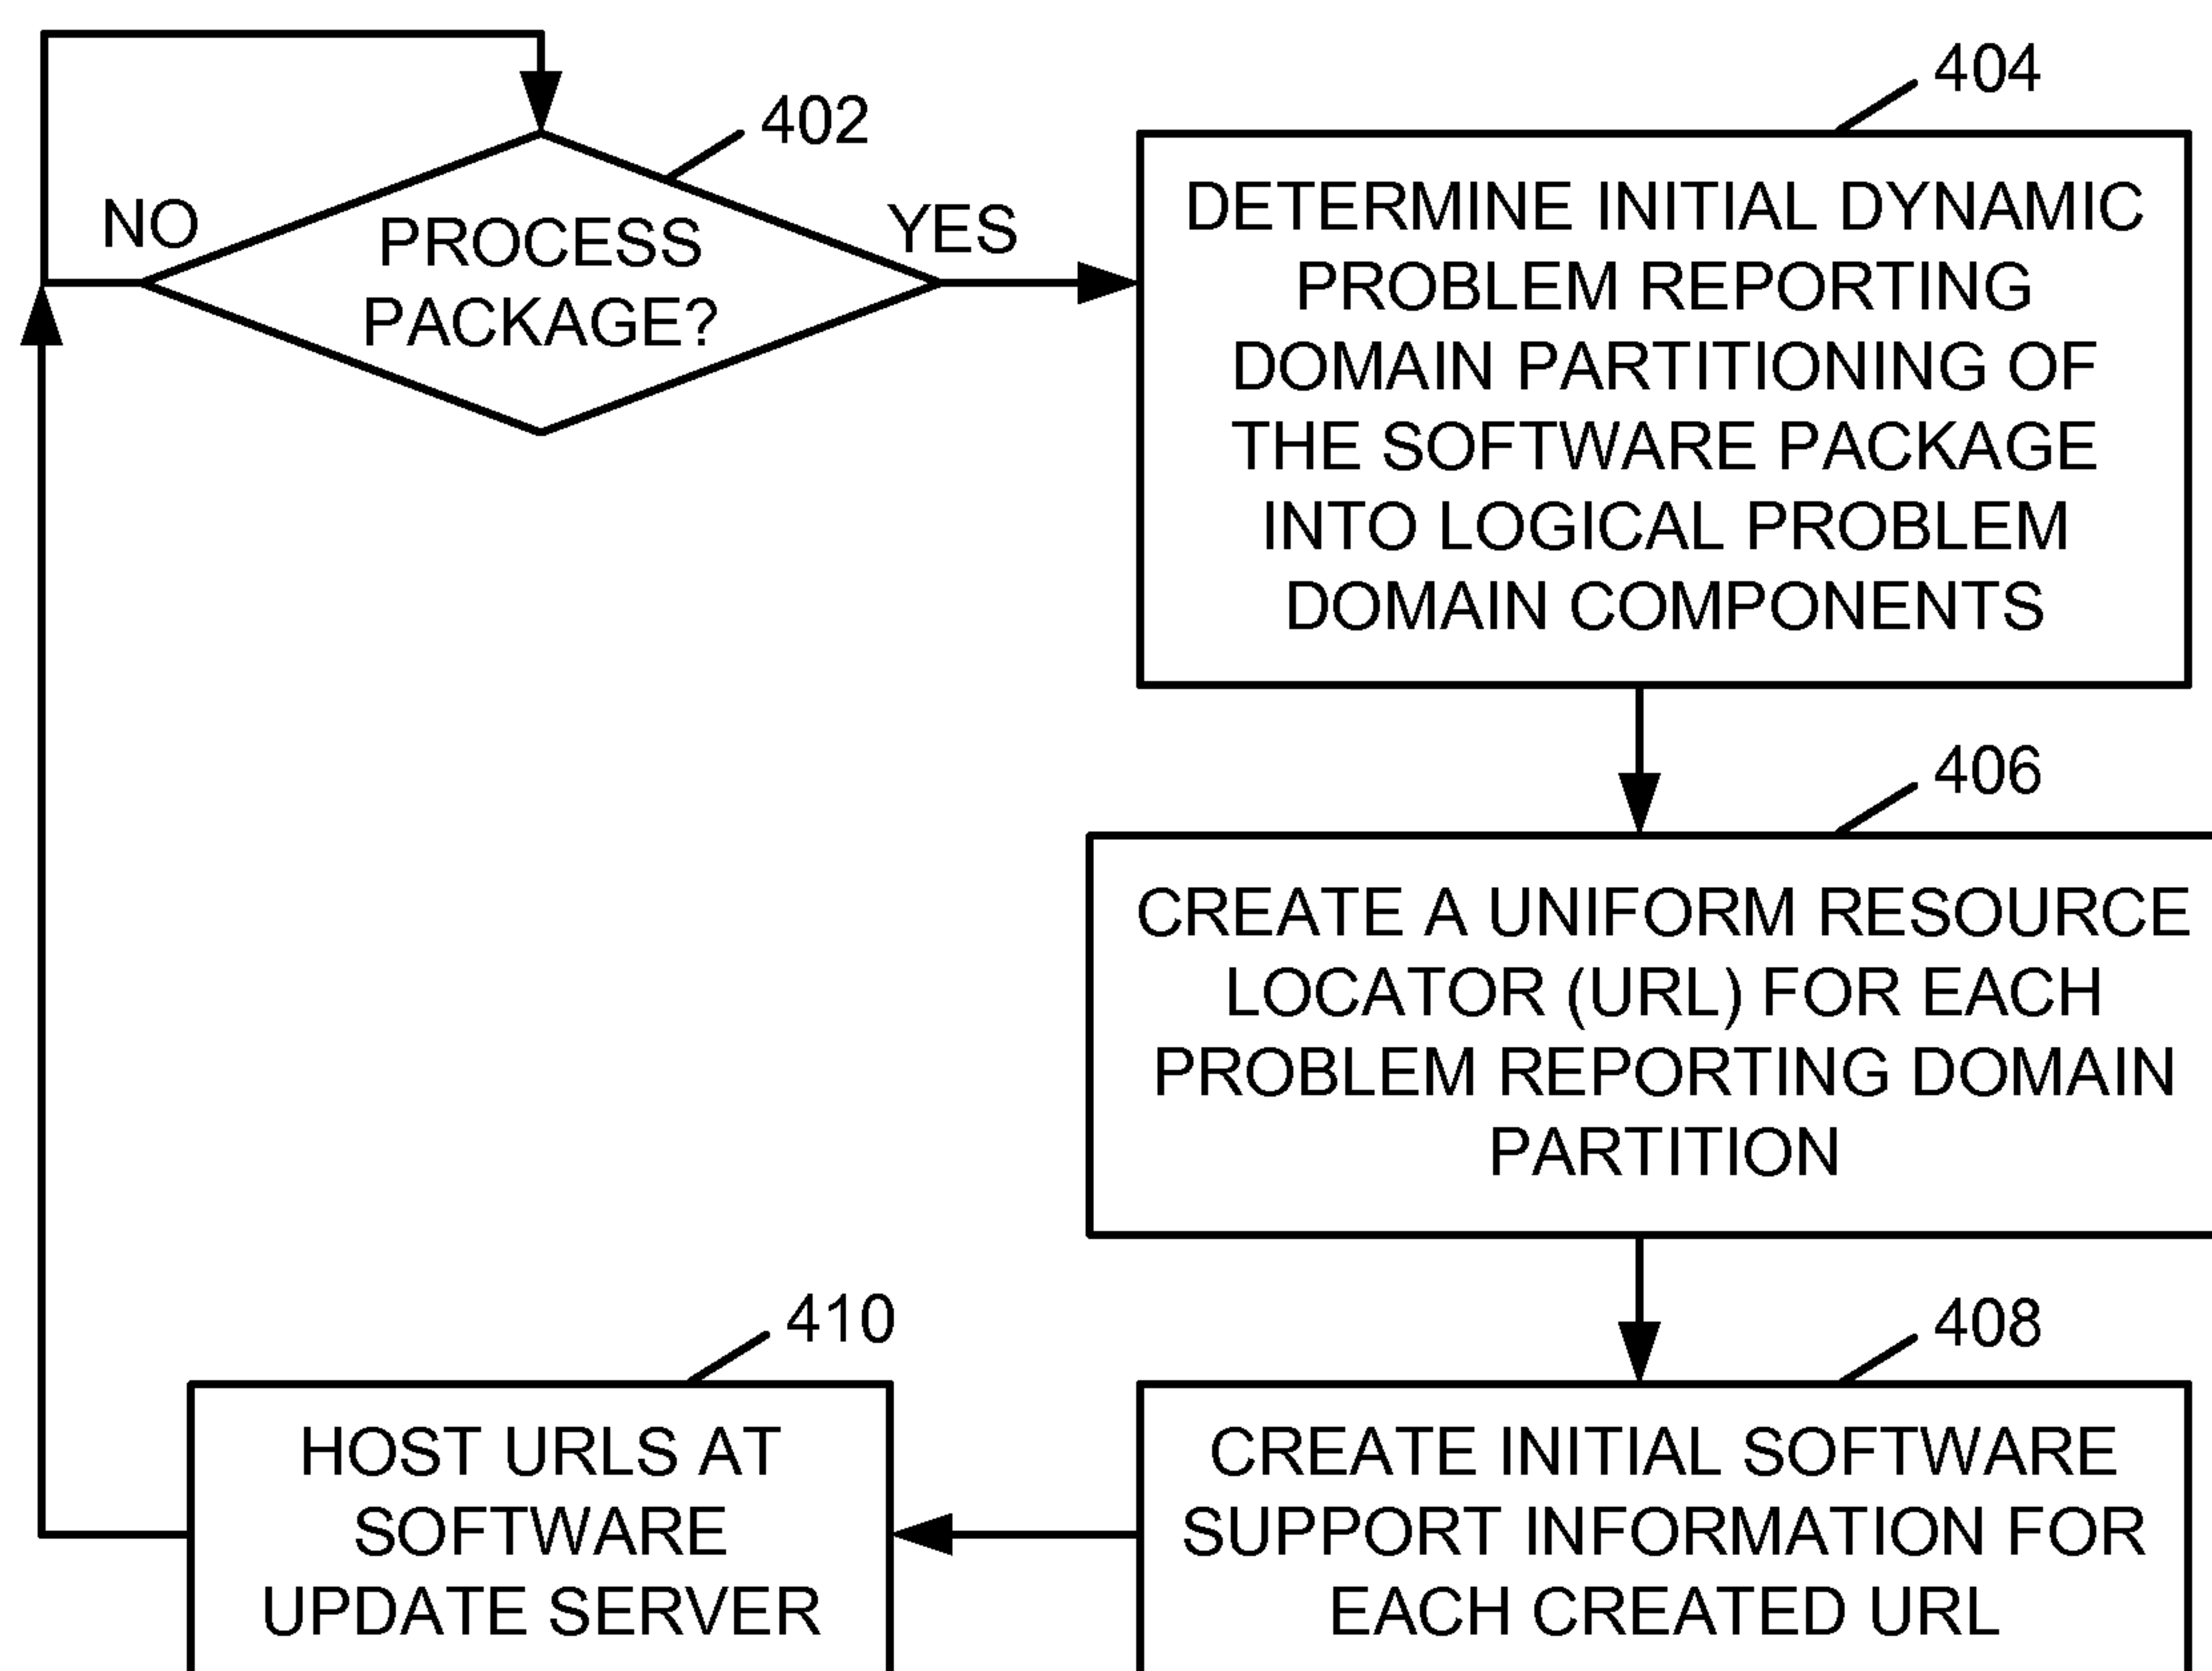 402
NO
PROCESS
PACKAGE?
YES
404
DETERMINE INITIAL DYNAMIC
PROBLEM REPORTING
DOMAIN PARTITIONING OF
THE SOFTWARE PACKAGE
INTO LOGICAL PROBLEM
DOMAIN COMPONENTS
406
CREATE A UNIFORM RESOURCE
LOCATOR (URL) FOR EACH
PROBLEM REPORTING DOMAIN
PARTITION
408
CREATE INITIAL SOFTWARE
SUPPORT INFORMATION FOR
EACH CREATED URL
410
HOST URLS AT
SOFTWARE
UPDATE SERVER